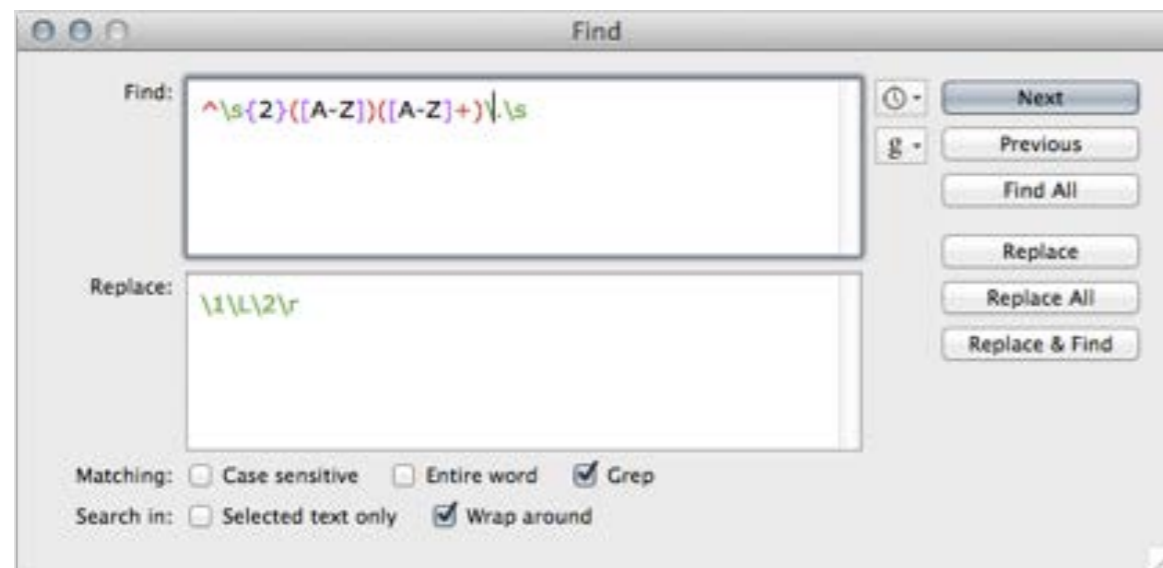 Find
Find:
^\s{2}([A-Z])([A-Z]+)\.\s
g
Next
Previous
Find All
Replace
Replace All
Replace & Find
Replace:
\1\L\2\r
Matching: Case sensitive Entire word Grep
Search in: Selected text only Wrap around